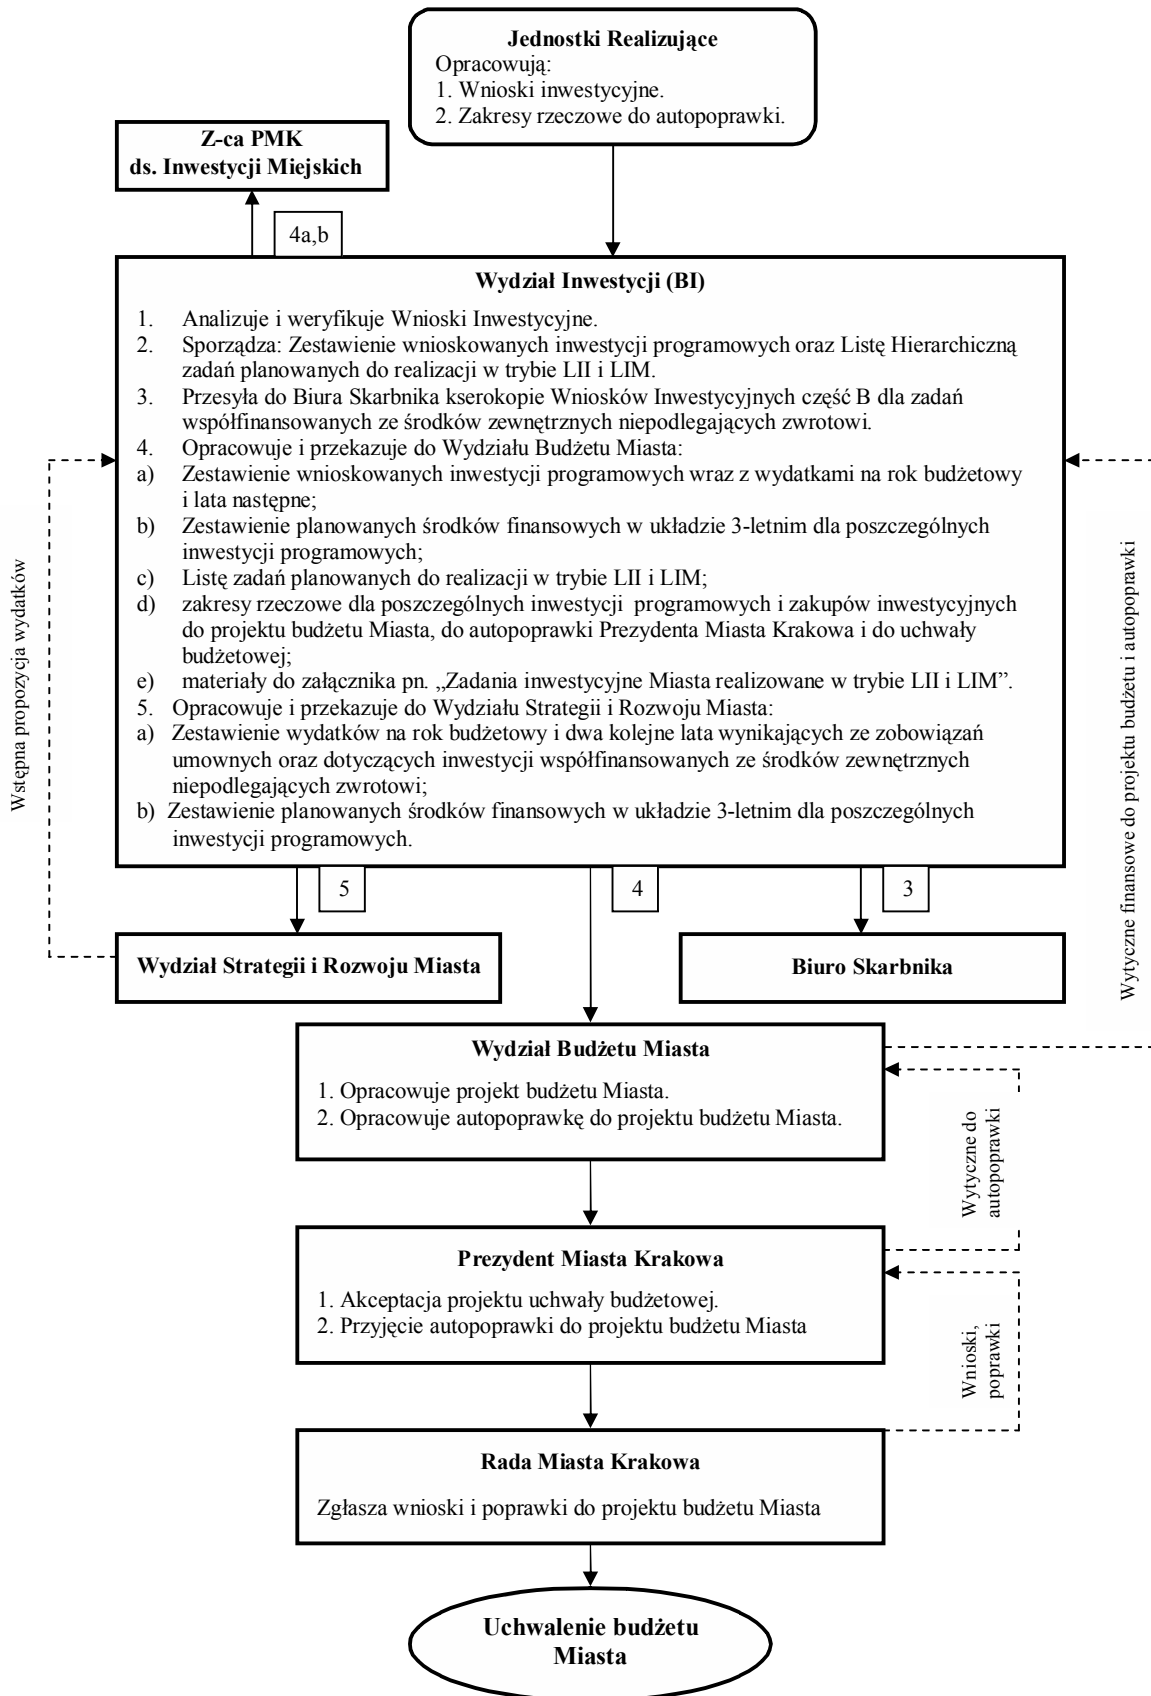 Jednostki Realizujące
Opracowują:
1. Wnioski inwestycyjne.
2. Zakresy rzeczowe do autopoprawki.
Z-ca PMK
ds. Inwestycji Miejskich
4a,b
Wydział Inwestycji (BI)
1. Analizuje i weryfikuje Wnioski Inwestycyjne.
2. Sporządza: Zestawienie wnioskowanych inwestycji programowych oraz Listę Hierarchiczną
zadań planowanych do realizacji w trybie LII i LIM.
3. Przesyła do Biura Skarbnika kserokopie Wniosków Inwestycyjnych część B dla zadań
współfinansowanych ze środków zewnętrznych niepodlegających zwrotowi.
4. Opracowuje i przekazuje do Wydziału Budżetu Miasta:
a) Zestawienie wnioskowanych inwestycji programowych wraz z wydatkami na rok budżetowy
i lata następne;
b) Zestawienie planowanych środków finansowych w układzie 3-letnim dla poszczególnych
inwestycji programowych;
c) Listę zadań planowanych do realizacji w trybie LII i LIM;
d) zakresy rzeczowe dla poszczególnych inwestycji programowych i zakupów inwestycyjnych
do projektu budżetu Miasta, do autopoprawki Prezydenta Miasta Krakowa i do uchwały
budżetowej;
e) materiały do załącznika pn. „Zadania inwestycyjne Miasta realizowane w trybie LII i LIM”.
5. Opracowuje i przekazuje do Wydziału Strategii i Rozwoju Miasta:
a) Zestawienie wydatków na rok budżetowy i dwa kolejne lata wynikających ze zobowiązań
umownych oraz dotyczących inwestycji współfinansowanych ze środków zewnętrznych
niepodlegających zwrotowi;
b) Zestawienie planowanych środków finansowych w układzie 3-letnim dla poszczególnych
inwestycji programowych.
Wstępna propozycja wydatków
Wytyczne finansowe do projektu budżetu i autopoprawki
5
4
3
Wydział Strategii i Rozwoju Miasta
Biuro Skarbnika
Wydział Budżetu Miasta
1. Opracowuje projekt budżetu Miasta.
2. Opracowuje autopoprawkę do projektu budżetu Miasta.
Wytyczne do
autopoprawki
Prezydent Miasta Krakowa
1. Akceptacja projektu uchwały budżetowej.
2. Przyjęcie autopoprawki do projektu budżetu Miasta
Wnioski,
poprawki
Rada Miasta Krakowa
Zgłasza wnioski i poprawki do projektu budżetu Miasta
Uchwalenie budżetu
Miasta